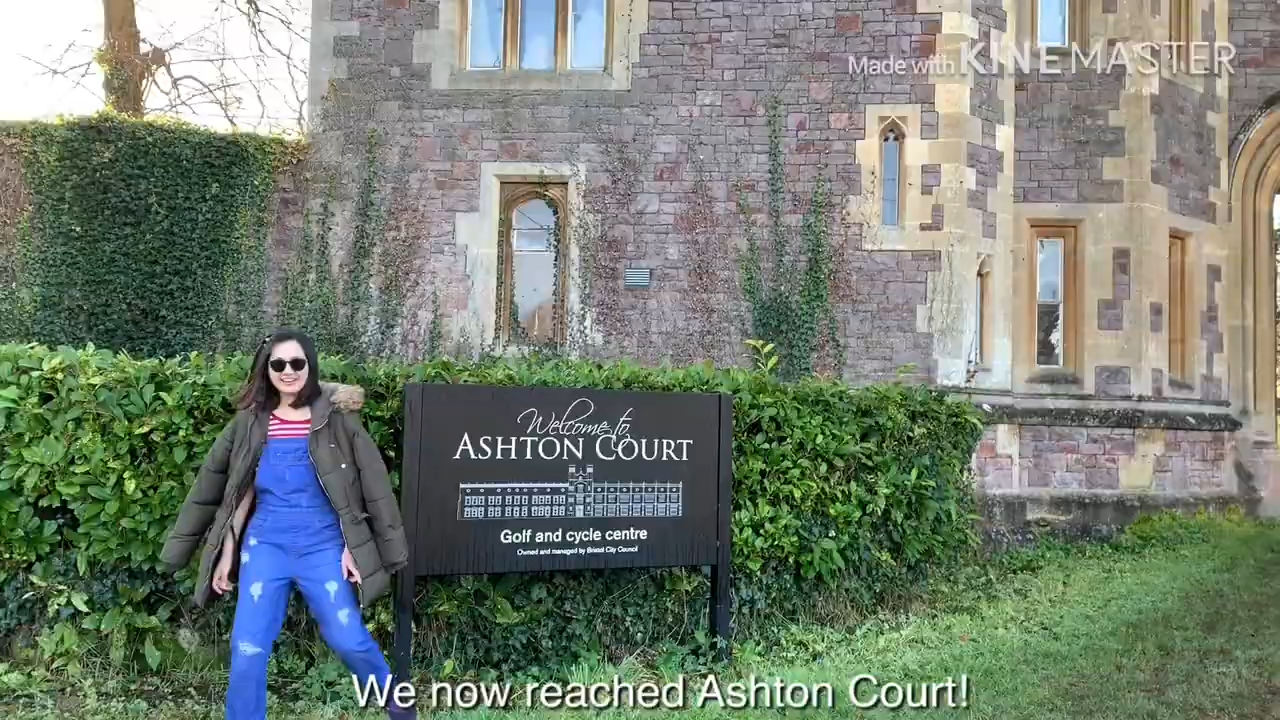 Made with KINEMASTER
Welcome to
ASHTON COURT
Golf and cycle centre
Owned and managed by Bristol City Council
We now reached Ashton Court!